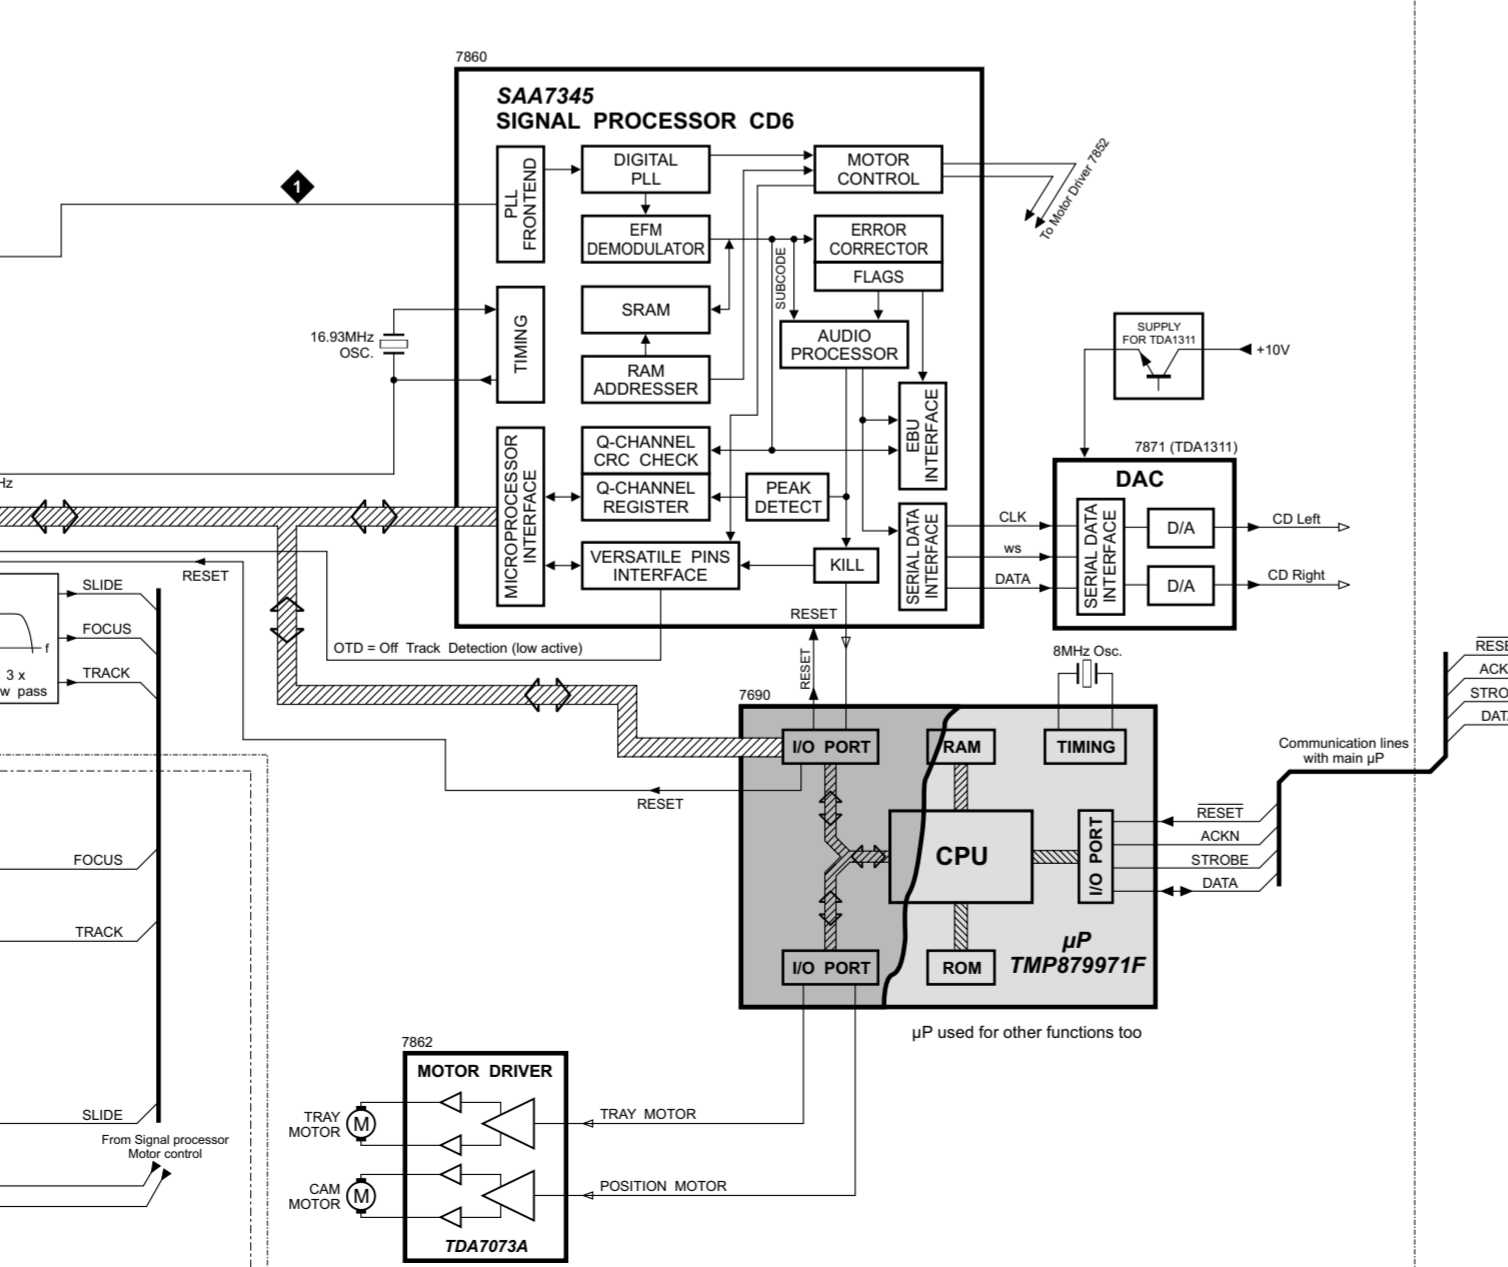 7860
SAA7345
SIGNAL PROCESSOR CD6
PLL
FRONTEND
DIGITAL
PLL
MOTOR
CONTROL
To Motor Driver 7852
1
EFM
DEMODULATOR
SUBCODE
ERROR
CORRECTOR
FLAGS
16.93MHz
OSC.
TIMING
SRAM
AUDIO
PROCESSOR
RAM
ADDRESSER
SUPPLY
FOR TDA1311
+10V
EBU
INTERFACE
MICROPROCESSOR
INTERFACE
Q-CHANNEL
CRC CHECK
Q-CHANNEL
REGISTER
PEAK
DETECT
7871 (TDA1311)
DAC
Hz
SERIAL DATA
INTERFACE
CLK
ws
DATA
SERIAL DATA
INTERFACE
D/A
CD Left
D/A
CD Right
VERSATILE PINS
INTERFACE
KILL
RESET
RESET
SLIDE
FOCUS
f
TRACK
3 x
w pass
OTD = Off Track Detection (low active)
RESET
8MHz Osc.
7690
I/O PORT
RAM
TIMING
RESET
CPU
I/O PORT
Communication lines
with main µP
RESE
ACK
STRO
DAT
RESET
ACKN
STROBE
DATA
FOCUS
TRACK
I/O PORT
ROM
µP
TMP879971F
µP used for other functions too
7862
MOTOR DRIVER
SLIDE
TRAY
MOTOR
M
TRAY MOTOR
From Signal processor
Motor control
CAM
MOTOR
M
POSITION MOTOR
TDA7073A